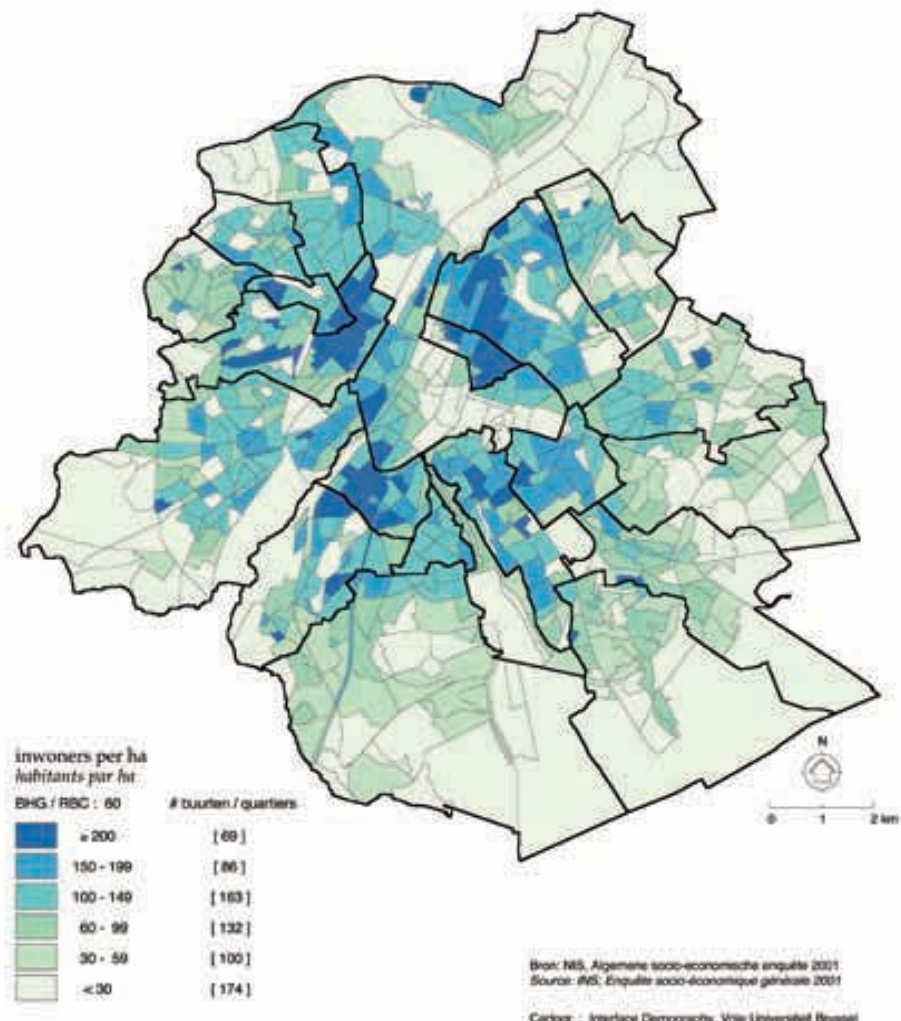 inwoners per ha
habitants par ha
BHG / RBC : 60 # buurten / quartiers
≥ 200 [ 69 ]
150 - 199 [ 86 ]
100 - 149 [ 163 ]
60 - 99 [ 132 ]
30 - 59 [ 100 ]
< 30 [ 174 ]
N
0 1 2 km
Bron: NIS, Algemene socio-economische enquête 2001
Source: INS, Enquête socio-économique générale 2001
: Interface Demography, Vrije Universiteit Brussel